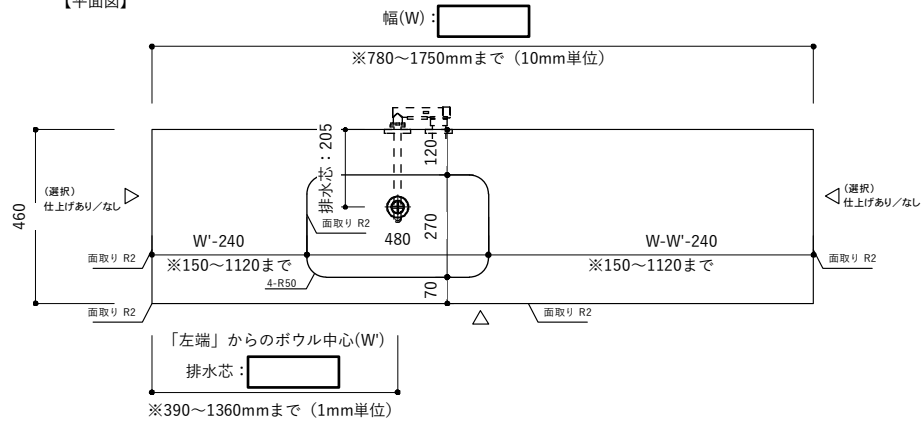 【平面図】
幅(W)：
※780～1750mmまで（10mm単位）
460
（選択）
仕上げあり／なし
排水芯：205
120
（選択）
仕上げあり／なし
面取り R2
480
270
W'-240
W-W'-240
面取り R2
※150～1120まで
※150～1120まで
面取り R2
4-R50
70
面取り R2
面取り R2
「左端」からのボウル中心(W')
排水芯：
※390～1360mmまで（1mm単位）